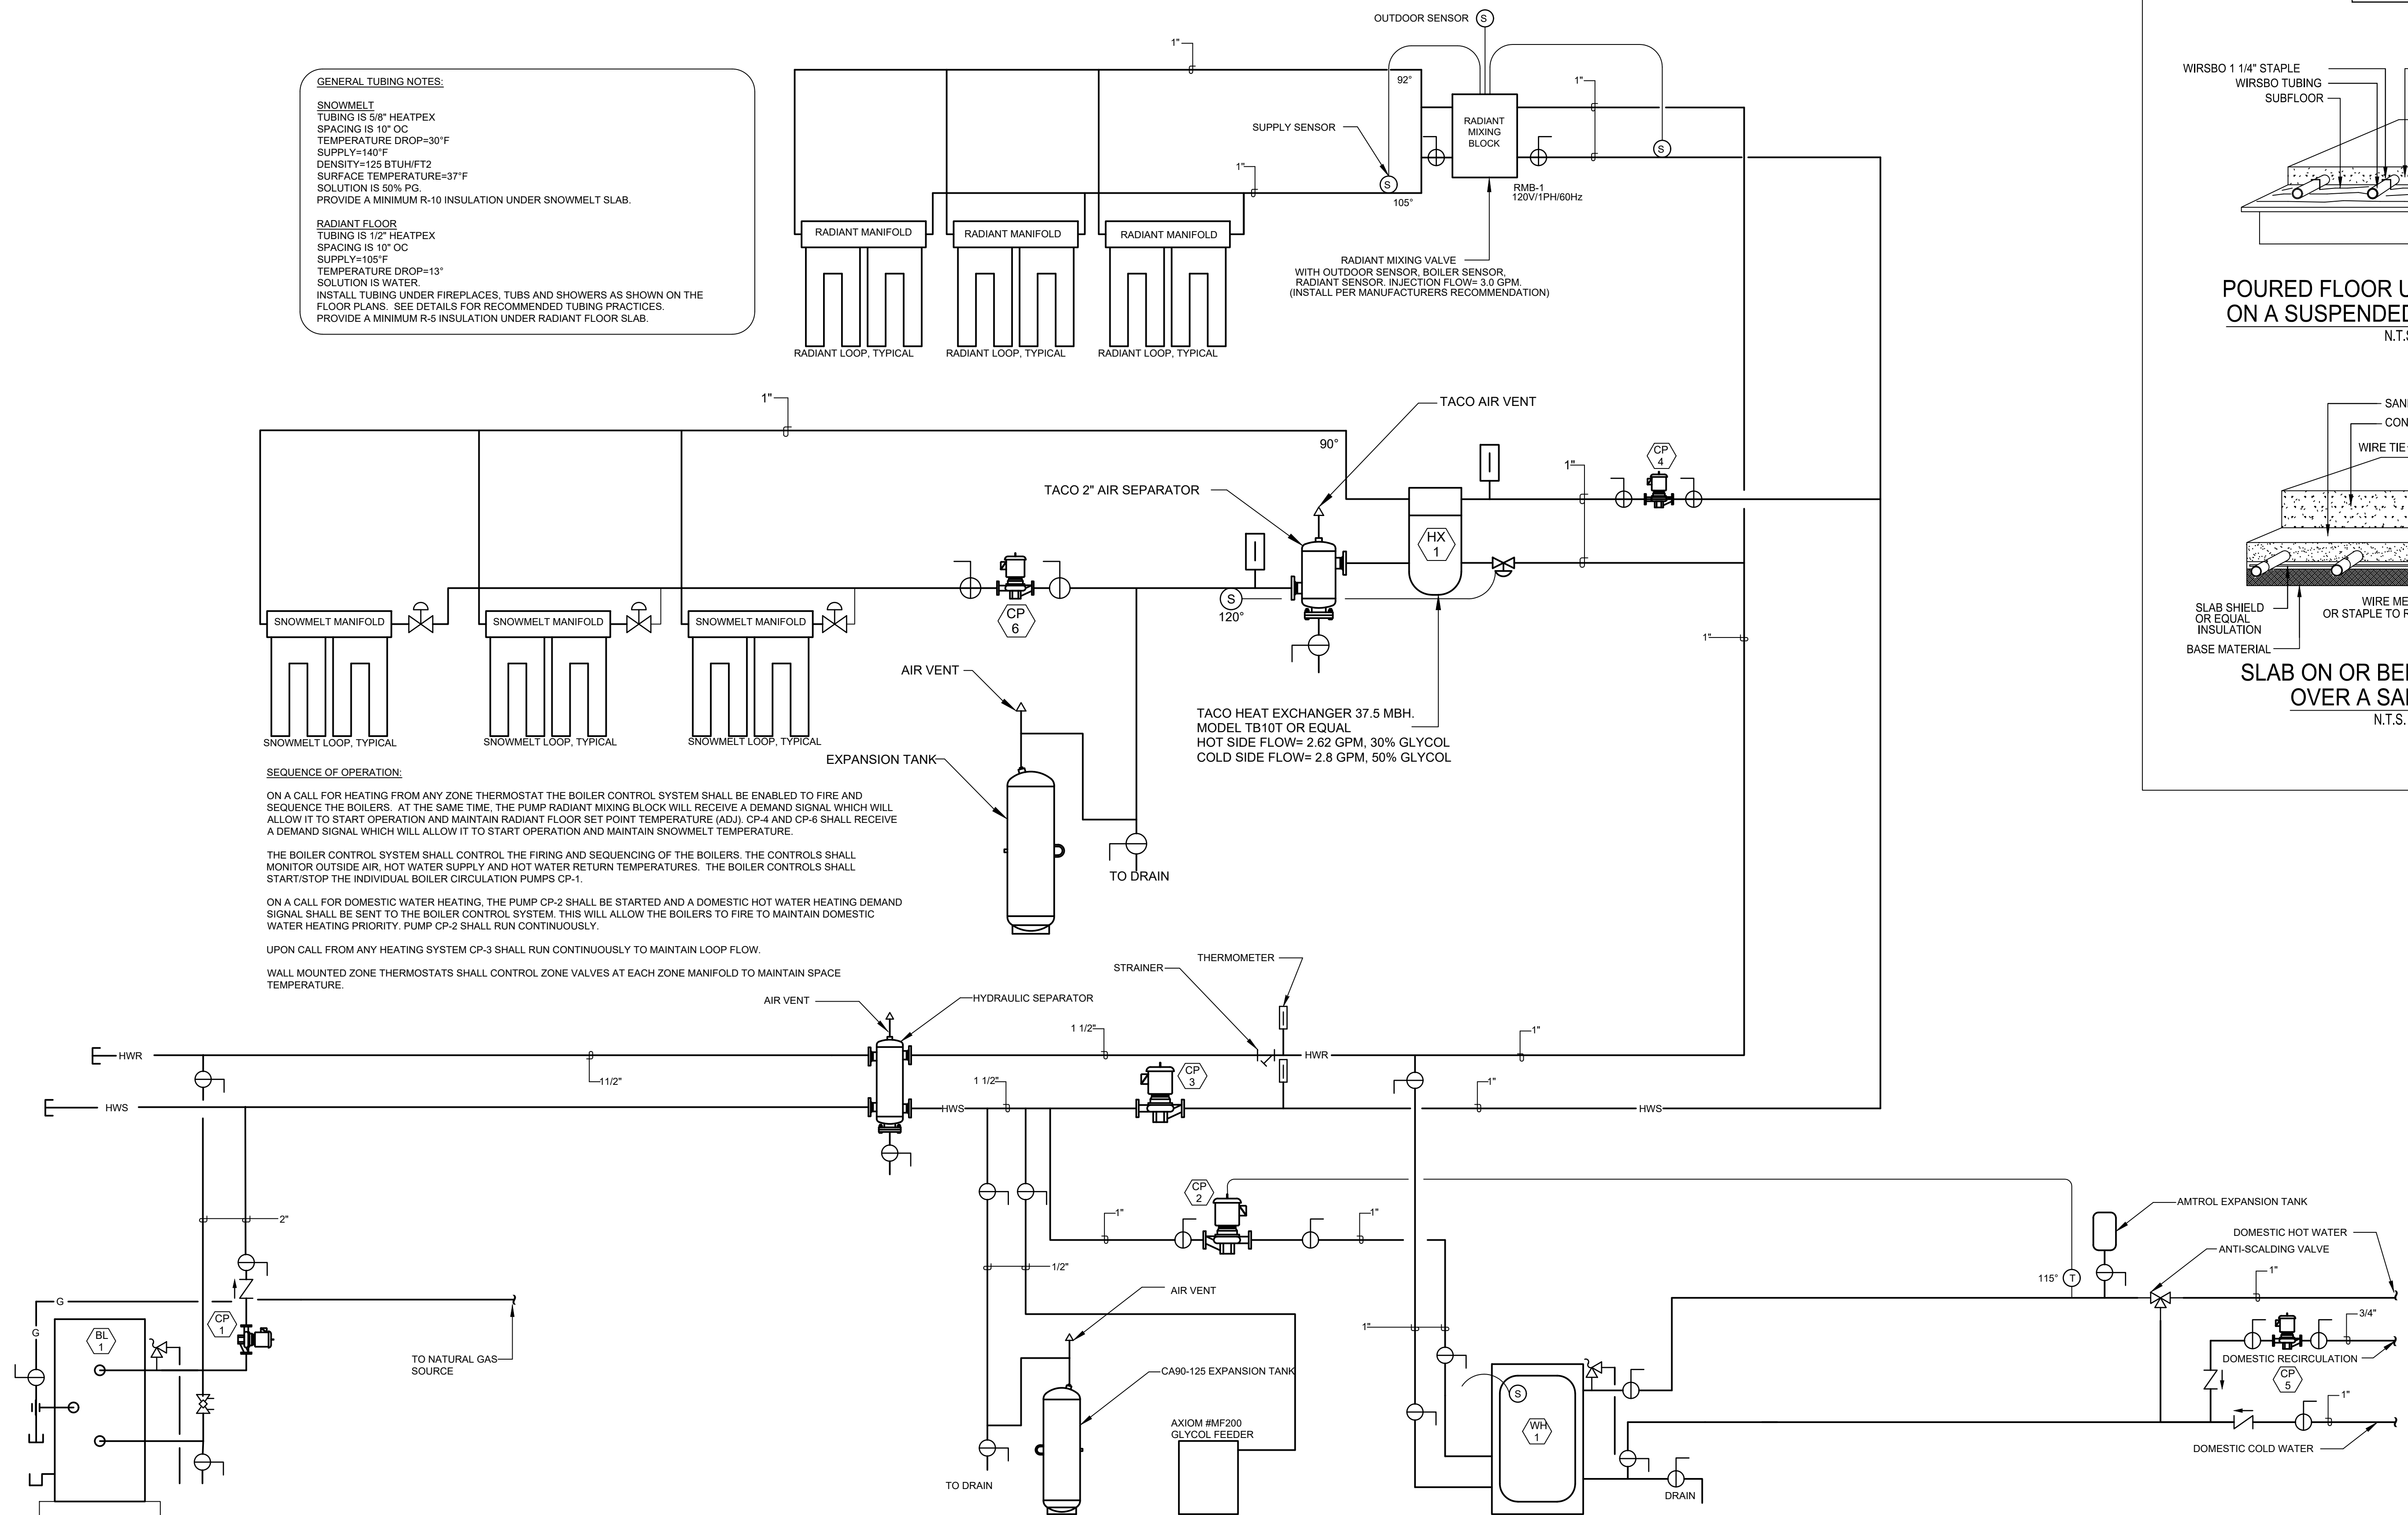 GENERAL TUBING NOTES:
SNOWMELT
TUBING IS 5/8" HEATPEX
SPACING IS 10" OC
TEMPERATURE DROP=30°F
SUPPLY=140°F
DENSITY=125 BTUH/FT2
SURFACE TEMPERATURE=37°F
SOLUTION IS 50% PG.
PROVIDE A MINIMUM R-10 INSULATION UNDER SNOWMELT SLAB.
RADIANT FLOOR
TUBING IS 1/2" HEATPEX
SPACING IS 10" OC
SUPPLY=105°F
TEMPERATURE DROP=13°
SOLUTION IS WATER.
INSTALL TUBING UNDER FIREPLACES, TUBS AND SHOWERS AS SHOWN ON THE
FLOOR PLANS. SEE DETAILS FOR RECOMMENDED TUBING PRACTICES.
PROVIDE A MINIMUM R-5 INSULATION UNDER RADIANT FLOOR SLAB.
OUTDOOR SENSOR
S
1"
92°
1"
SUPPLY SENSOR
RADIANT
MIXING
BLOCK
S
1"
S
105°
RMB-1
120V/1PH/60Hz
RADIANT MANIFOLD
RADIANT MANIFOLD
RADIANT MANIFOLD
RADIANT MIXING VALVE
WITH OUTDOOR SENSOR, BOILER SENSOR,
RADIANT SENSOR. INJECTION FLOW= 3.0 GPM.
(INSTALL PER MANUFACTURERS RECOMMENDATION)
RADIANT LOOP, TYPICAL
RADIANT LOOP, TYPICAL
RADIANT LOOP, TYPICAL
WIRSBO 1 1/4" STAPLE
WIRSBO TUBING
SUBFLOOR
POURED FLOOR U
ON A SUSPENDED
N.T.S
1"
TACO AIR VENT
90°
CP
4
1"
TACO 2" AIR SEPARATOR
HX
1
SNOWMELT MANIFOLD
SNOWMELT MANIFOLD
SNOWMELT MANIFOLD
CP
6
S
120°
1"
AIR VENT
SNOWMELT LOOP, TYPICAL
SNOWMELT LOOP, TYPICAL
SNOWMELT LOOP, TYPICAL
EXPANSION TANK
TACO HEAT EXCHANGER 37.5 MBH.
MODEL TB10T OR EQUAL
HOT SIDE FLOW= 2.62 GPM, 30% GLYCOL
COLD SIDE FLOW= 2.8 GPM, 50% GLYCOL
TO DRAIN
SAN
CON
WIRE TIE
SLAB SHIELD
OR EQUAL
INSULATION
WIRE ME
OR STAPLE TO F
BASE MATERIAL
SLAB ON OR BE
OVER A SA
N.T.S.
SEQUENCE OF OPERATION:
ON A CALL FOR HEATING FROM ANY ZONE THERMOSTAT THE BOILER CONTROL SYSTEM SHALL BE ENABLED TO FIRE AND
SEQUENCE THE BOILERS. AT THE SAME TIME, THE PUMP RADIANT MIXING BLOCK WILL RECEIVE A DEMAND SIGNAL WHICH WILL
ALLOW IT TO START OPERATION AND MAINTAIN RADIANT FLOOR SET POINT TEMPERATURE (ADJ). CP-4 AND CP-6 SHALL RECEIVE
A DEMAND SIGNAL WHICH WILL ALLOW IT TO START OPERATION AND MAINTAIN SNOWMELT TEMPERATURE.
THE BOILER CONTROL SYSTEM SHALL CONTROL THE FIRING AND SEQUENCING OF THE BOILERS. THE CONTROLS SHALL
MONITOR OUTSIDE AIR, HOT WATER SUPPLY AND HOT WATER RETURN TEMPERATURES. THE BOILER CONTROLS SHALL
START/STOP THE INDIVIDUAL BOILER CIRCULATION PUMPS CP-1.
ON A CALL FOR DOMESTIC WATER HEATING, THE PUMP CP-2 SHALL BE STARTED AND A DOMESTIC HOT WATER HEATING DEMAND
SIGNAL SHALL BE SENT TO THE BOILER CONTROL SYSTEM. THIS WILL ALLOW THE BOILERS TO FIRE TO MAINTAIN DOMESTIC
WATER HEATING PRIORITY. PUMP CP-2 SHALL RUN CONTINUOUSLY.
UPON CALL FROM ANY HEATING SYSTEM CP-3 SHALL RUN CONTINUOUSLY TO MAINTAIN LOOP FLOW.
WALL MOUNTED ZONE THERMOSTATS SHALL CONTROL ZONE VALVES AT EACH ZONE MANIFOLD TO MAINTAIN SPACE
TEMPERATURE.
THERMOMETER
STRAINER
AIR VENT
HYDRAULIC SEPARATOR
1 1/2"
1"
HWR
HWR
11/2"
1 1/2"
CP
3
1"
HWS
HWS
HWS
2"
1"
CP
2
1"
1/2"
AMTROL EXPANSION TANK
DOMESTIC HOT WATER
ANTI-SCALDING VALVE
115°
T
1"
G
G
BL
1
CP
1
TO NATURAL GAS
SOURCE
AIR VENT
1"
3/4"
DOMESTIC RECIRCULATION
CP
5
CA90-125 EXPANSION TANK
S
WH
1
1"
AXIOM #MF200
GLYCOL FEEDER
DOMESTIC COLD WATER
TO DRAIN
DRAIN